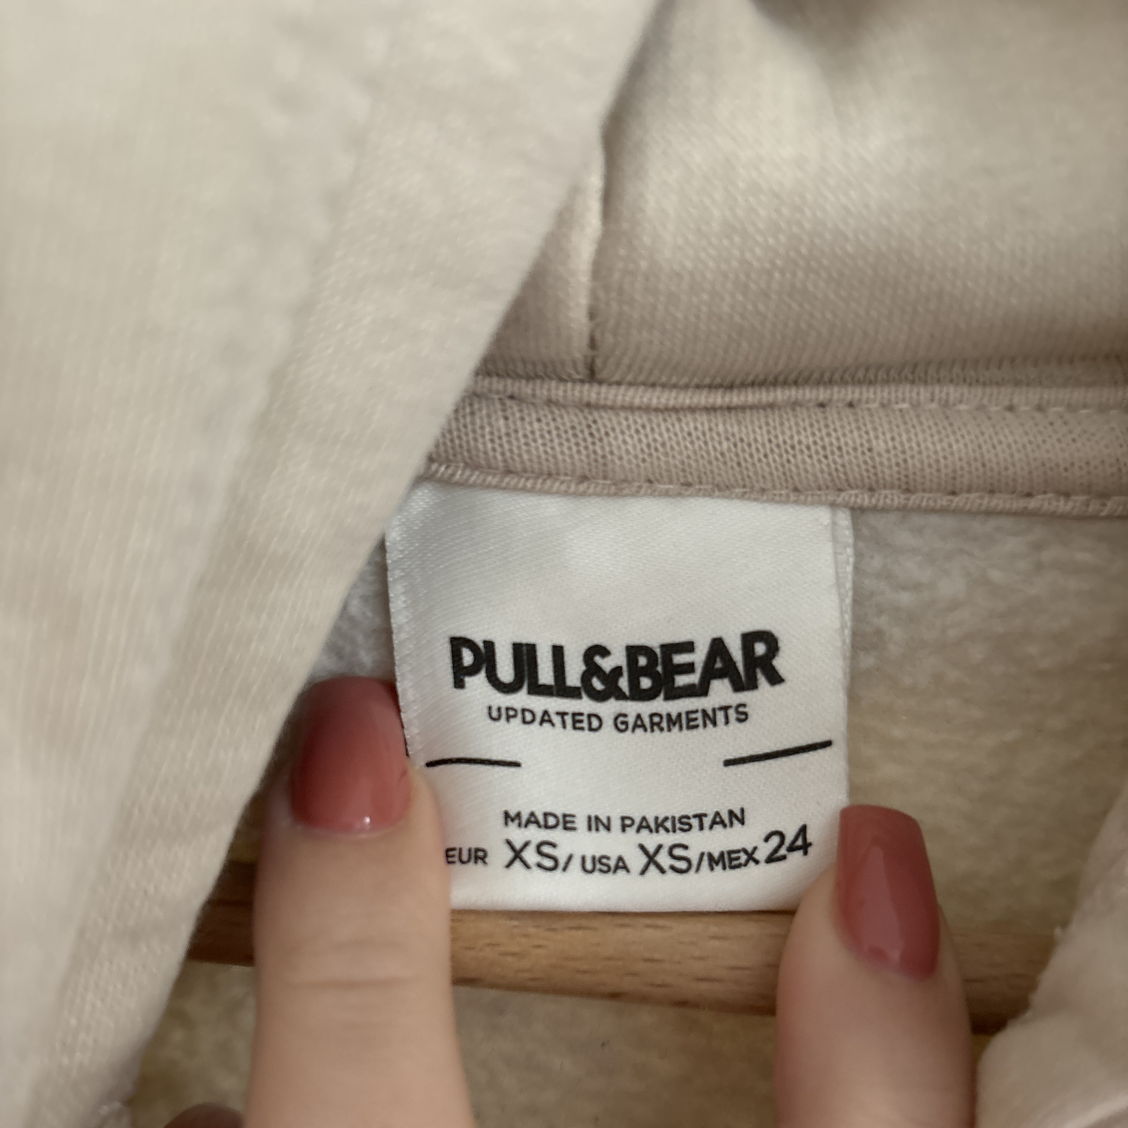 PULL&BEAR
UPDATED GARMENTS
MADE IN PAKISTAN
EUR XS/USA XS/MEX 24